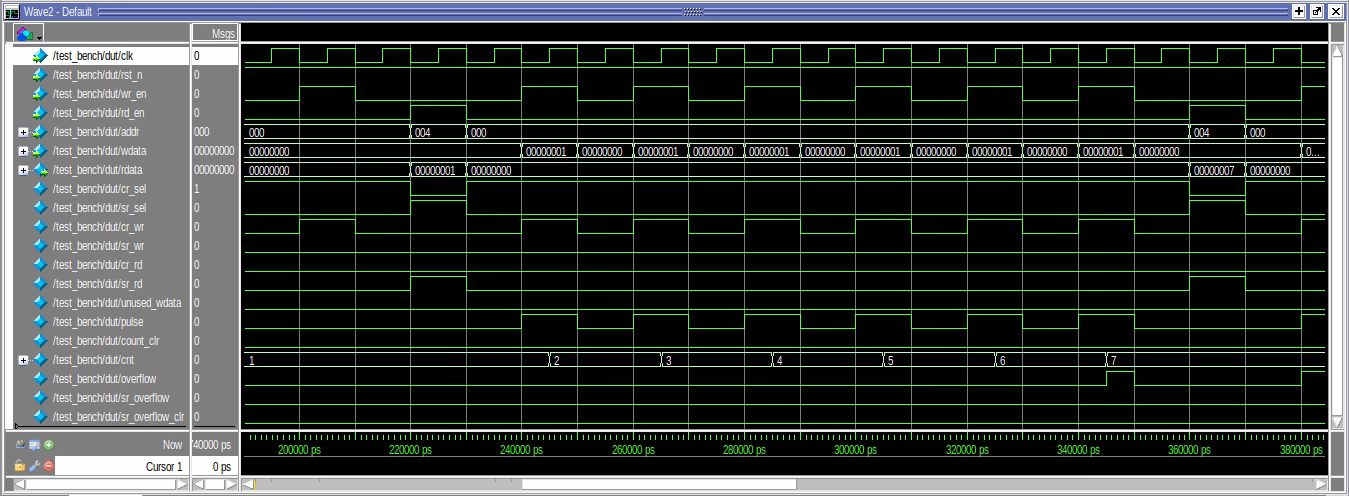 Wave2 - Default
Msgs
/test_bench/dut/clk 0
/test_bench/dut/rst_n 0
/test_bench/dut/wr_en 0
/test_bench/dut/rd_en 0
/test_bench/dut/addr 000 000 004 000 004 000
/test_bench/dut/wdata 00000000 00000000 00000001 00000000 00000001 00000000 00000001 00000000 00000001 00000000 00000001 00000000 00000001 00000000 0...
/test_bench/dut/rdata 00000000 00000000 00000001 00000000 00000007 00000000
/test_bench/dut/cr_sel 1
/test_bench/dut/sr_sel 0
/test_bench/dut/cr_wr 0
/test_bench/dut/sr_wr 0
/test_bench/dut/cr_rd 0
/test_bench/dut/sr_rd 0
/test_bench/dut/unused_wdata 0
/test_bench/dut/pulse 0
/test_bench/dut/count_clr 0
/test_bench/dut/cnt 0 1 2 3 4 5 6 7
/test_bench/dut/overflow 0
/test_bench/dut/sr_overflow 0
/test_bench/dut/sr_overflow_clr 0
Now 40000 ps 200000 ps 220000 ps 240000 ps 260000 ps 280000 ps 300000 ps 320000 ps 340000 ps 360000 ps 380000 ps
Cursor 1 0 ps